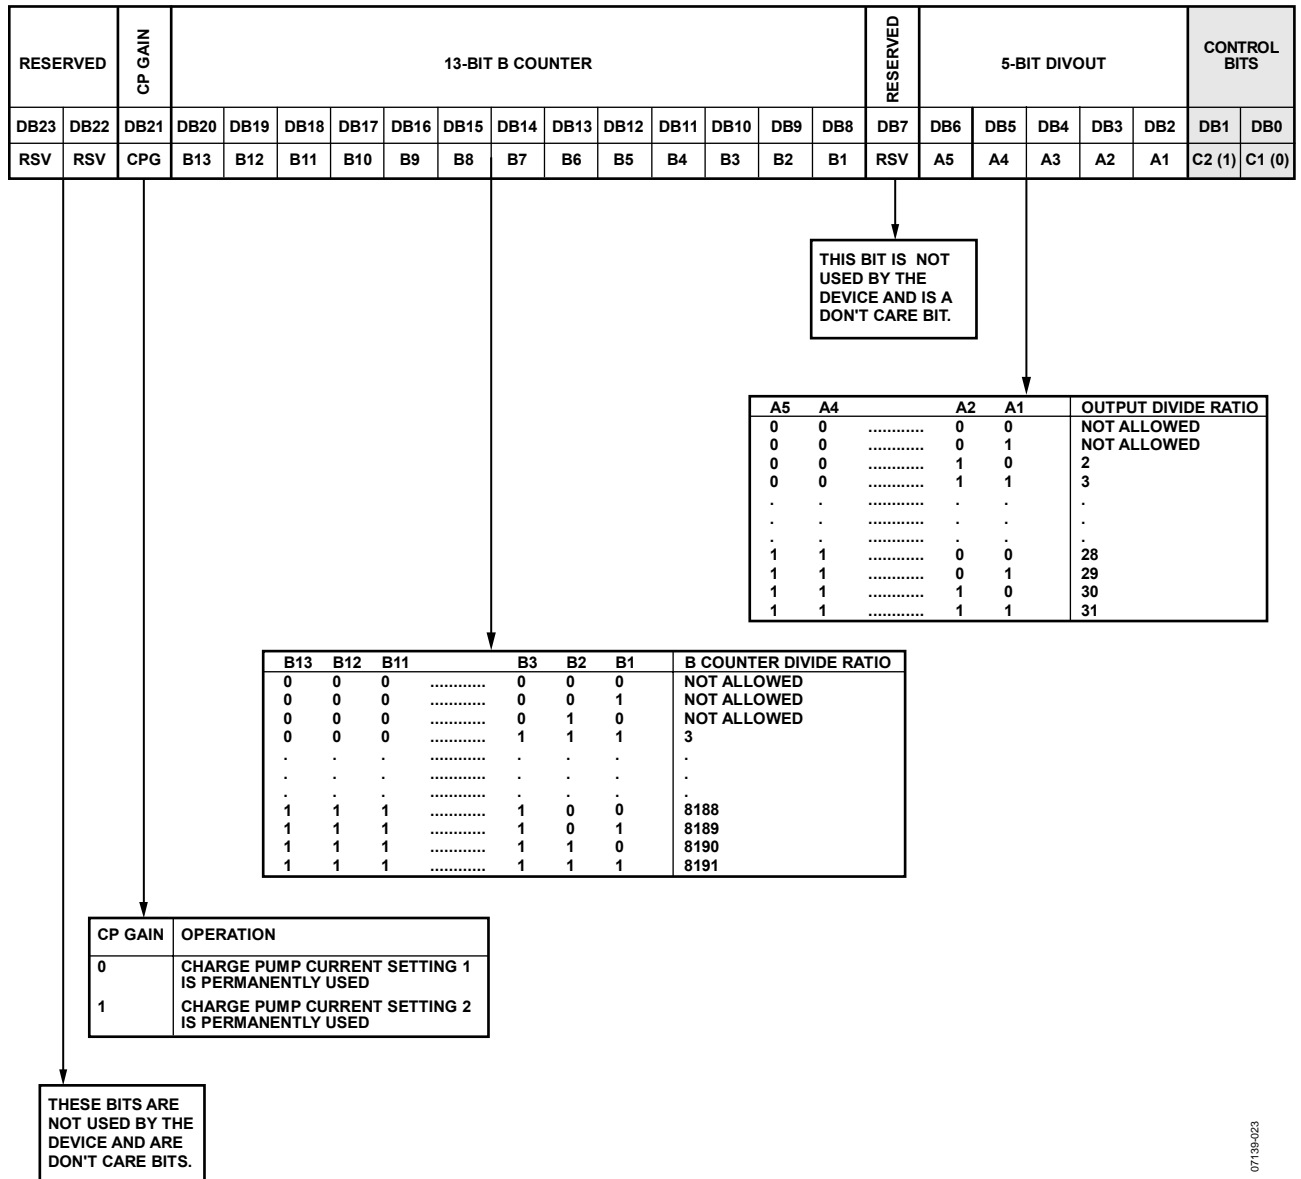 RESERVED CP GAIN 13-BIT B COUNTER RESERVED 5-BIT DIVOUT CONTROL
BITS
DB23 DB22 DB21 DB20 DB19 DB18 DB17 DB16 DB15 DB14 DB13 DB12 DB11 DB10 DB9 DB8 DB7 DB6 DB5 DB4 DB3 DB2 DB1 DB0
RSV RSV CPG B13 B12 B11 B10 B9 B8 B7 B6 B5 B4 B3 B2 B1 RSV A5 A4 A3 A2 A1 C2 (1) C1 (0)
THIS BIT IS NOT
USED BY THE
DEVICE AND IS A
DON'T CARE BIT.
A5 A4 A2 A1 OUTPUT DIVIDE RATIO
0 0 ............ 0 0 NOT ALLOWED
0 0 ............ 0 1 NOT ALLOWED
0 0 ............ 1 0 2
0 0 ............ 1 1 3
. . ............ . . .
. . ............ . . .
. . ............ . . .
1 1 ............ 0 0 28
1 1 ............ 0 1 29
1 1 ............ 1 0 30
1 1 ............ 1 1 31
B13 B12 B11 B3 B2 B1 B COUNTER DIVIDE RATIO
0 0 0 ............ 0 0 0 NOT ALLOWED
0 0 0 ............ 0 0 1 NOT ALLOWED
0 0 0 ............ 0 1 0 NOT ALLOWED
0 0 0 ............ 1 1 1 3
. . . ............ . . . .
. . . ............ . . . .
. . . ............ . . . .
1 1 1 ............ 1 0 0 8188
1 1 1 ............ 1 0 1 8189
1 1 1 ............ 1 1 0 8190
1 1 1 ............ 1 1 1 8191
CP GAIN OPERATION
0 CHARGE PUMP CURRENT SETTING 1
IS PERMANENTLY USED
1 CHARGE PUMP CURRENT SETTING 2
IS PERMANENTLY USED
THESE BITS ARE
NOT USED BY THE
DEVICE AND ARE
DON'T CARE BITS.
07139-023